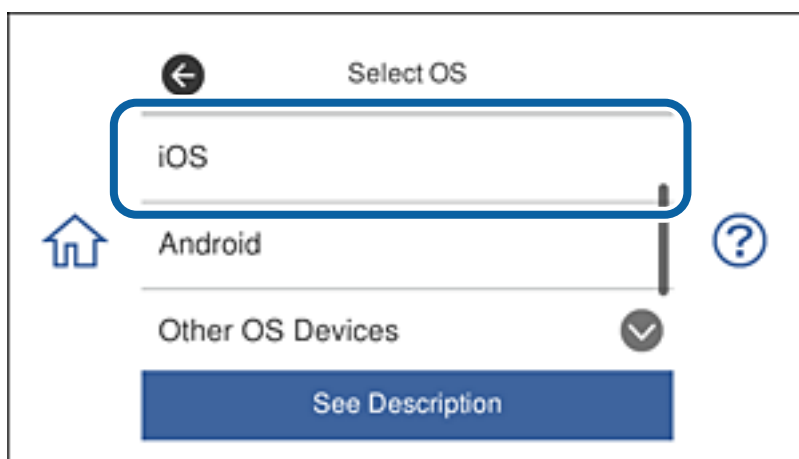 Select OS
iOS
Android
?
Other OS Devices
See Description